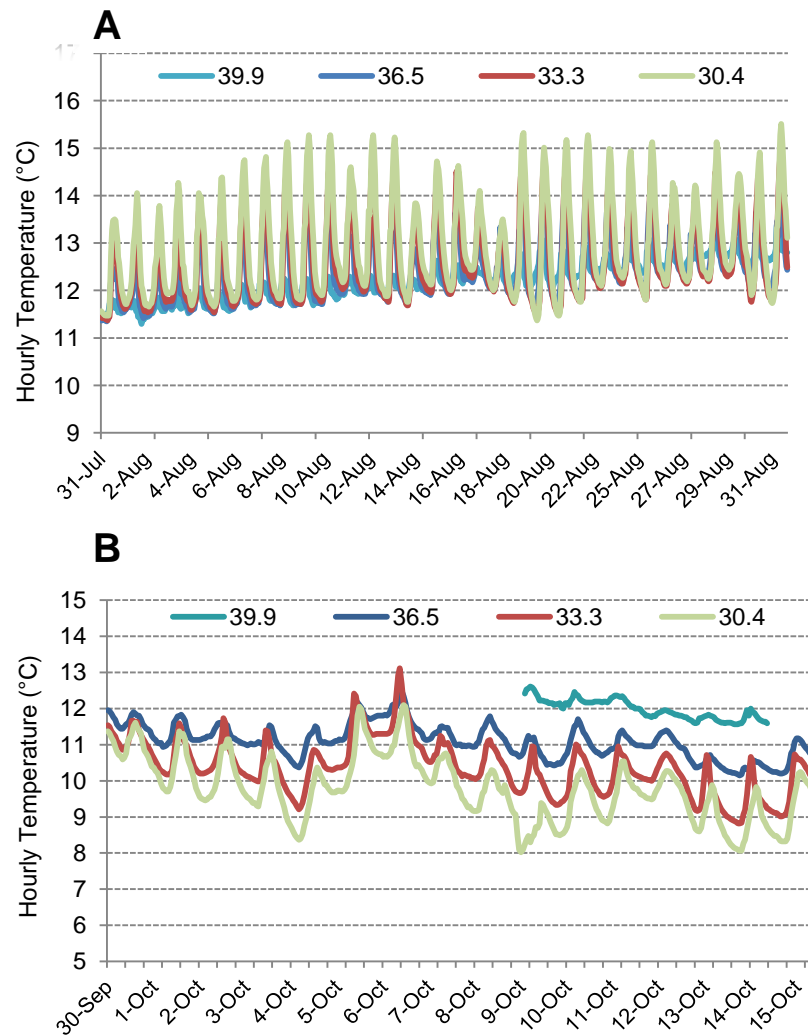 A
17
39.9 36.5 33.3 30.4
16
15
14
13
12
11
10
9
Hourly Temperature (°C)
31-Jul 2-Aug 4-Aug 6-Aug 8-Aug 10-Aug 12-Aug 14-Aug 16-Aug 18-Aug 20-Aug 22-Aug 25-Aug 27-Aug 29-Aug 31-Aug
B
15
39.9 36.5 33.3 30.4
14
13
12
11
10
9
8
7
6
5
Hourly Temperature (°C)
30-Sep 1-Oct 2-Oct 3-Oct 4-Oct 5-Oct 6-Oct 7-Oct 8-Oct 9-Oct 10-Oct 11-Oct 12-Oct 13-Oct 14-Oct 15-Oct